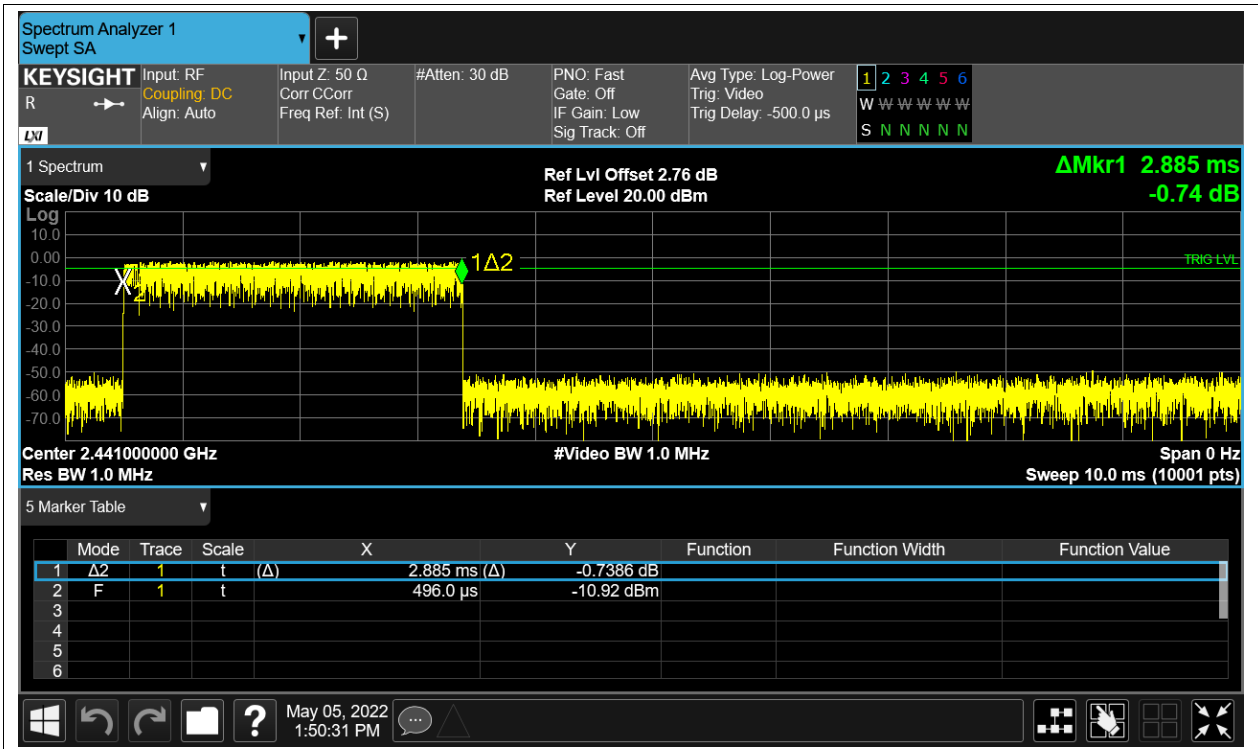 Spectrum Analyzer 1
Swept SA
+
KEYSIGHT
R
LXI
Input: RF
Coupling: DC
Align: Auto
Input Z: 50 Ω
Corr CCorr
Freq Ref: Int (S)
#Atten: 30 dB
PNO: Fast
Gate: Off
IF Gain: Low
Sig Track: Off
Avg Type: Log-Power
Trig: Video
Trig Delay: -500.0 µs
1 2 3 4 5 6
W W W W W W
S N N N N N
1 Spectrum
Scale/Div 10 dB
Ref Lvl Offset 2.76 dB
Ref Level 20.00 dBm
ΔMkr1 2.885 ms
-0.74 dB
Log
10.0
0.00
-10.0
-20.0
-30.0
-40.0
-50.0
-60.0
-70.0
X2
1Δ2
TRIG LVL
Center 2.441000000 GHz
Res BW 1.0 MHz
#Video BW 1.0 MHz
Span 0 Hz
Sweep 10.0 ms (10001 pts)
5 Marker Table
Mode Trace Scale X Y Function Function Width Function Value
1 Δ2 1 t (Δ) 2.885 ms (Δ) -0.7386 dB
2 F 1 t 496.0 µs -10.92 dBm
3
4
5
6
?
May 05, 2022
1:50:31 PM